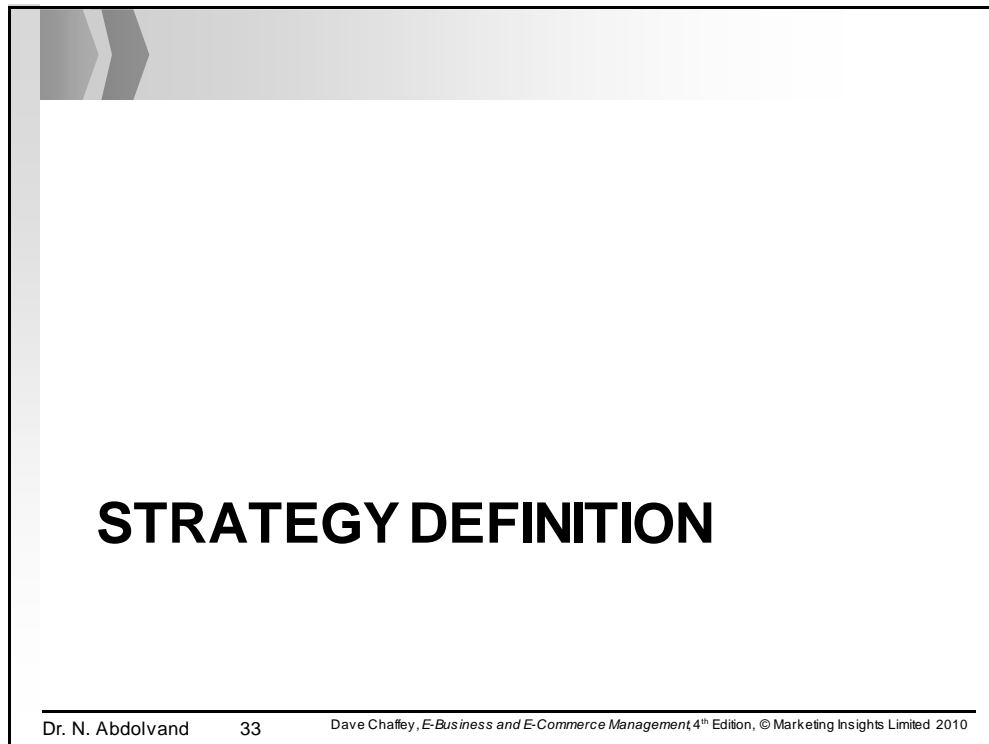 STRATEGY DEFINITION
Dr. N. Abdolvand 33 Dave Chaffey, E-Business and E-Commerce Management, 4th Edition, © Marketing Insights Limited 2010